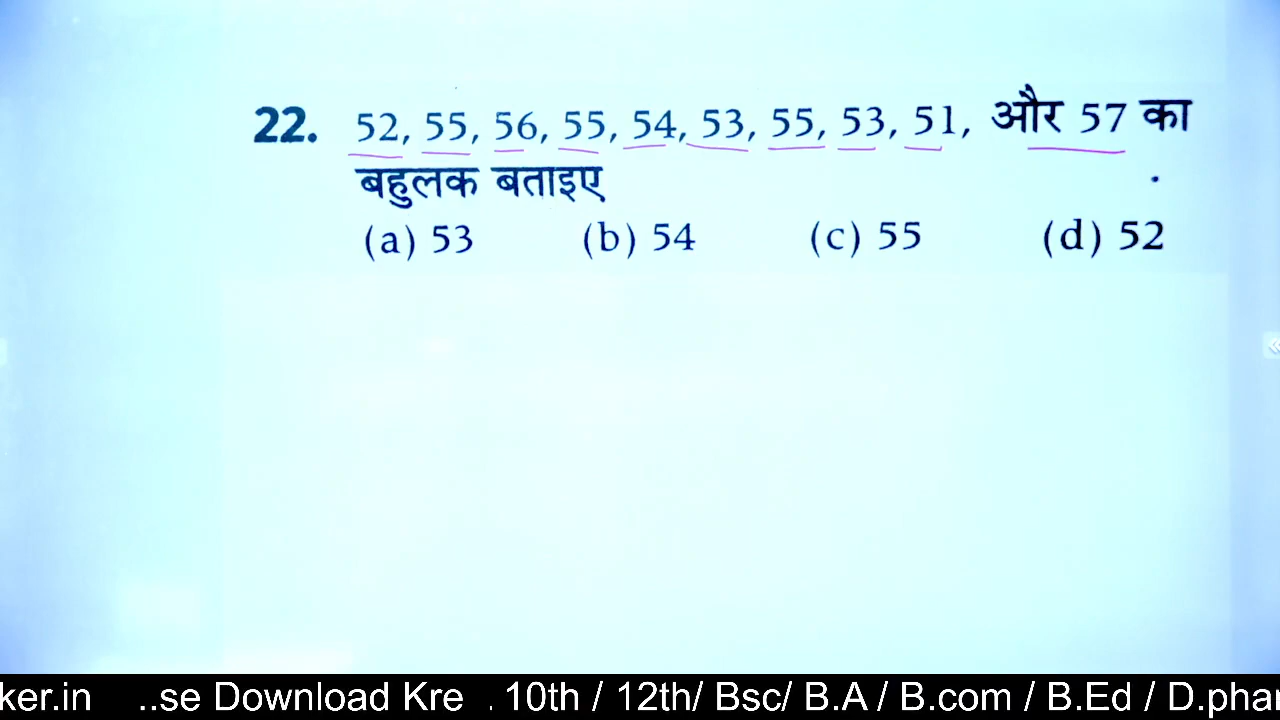 22. 52, 55, 56, 55, 54, 53, 55, 53, 51, और 57 का
बहुलक बताइए
(a) 53 (b) 54 (c) 55 (d) 52
ker.in ..se Download Kre . 10th / 12th/ Bsc/ B.A / B.com / B.Ed / D.phar